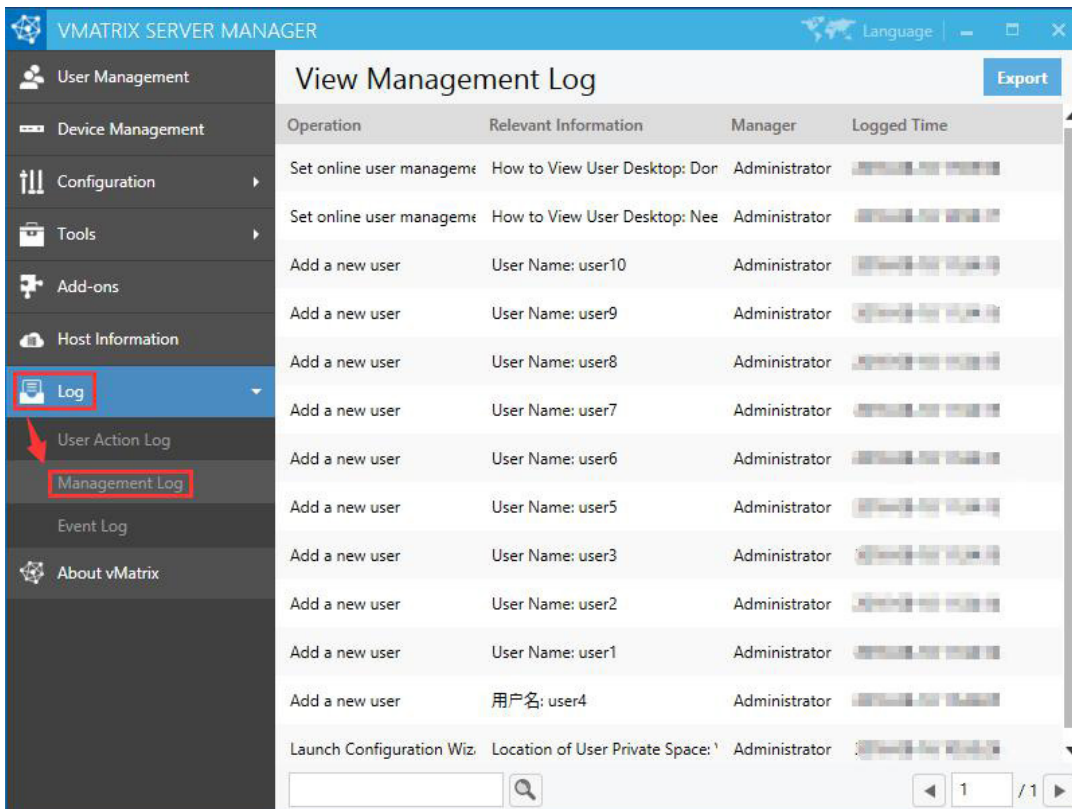 VMATRIX SERVER MANAGER
Language
User Management
Device Management
Configuration
Tools
Add-ons
Host Information
Log
User Action Log
Management Log
Event Log
About vMatrix
View Management Log
Export
Operation Relevant Information Manager Logged Time
Set online user manageme How to View User Desktop: Don Administrator
Set online user manageme How to View User Desktop: Nee Administrator
Add a new user User Name: user10 Administrator
Add a new user User Name: user9 Administrator
Add a new user User Name: user8 Administrator
Add a new user User Name: user7 Administrator
Add a new user User Name: user6 Administrator
Add a new user User Name: user5 Administrator
Add a new user User Name: user3 Administrator
Add a new user User Name: user2 Administrator
Add a new user User Name: user1 Administrator
Add a new user 用户名: user4 Administrator
Launch Configuration Wiz Location of User Private Space: Administrator
1 / 1